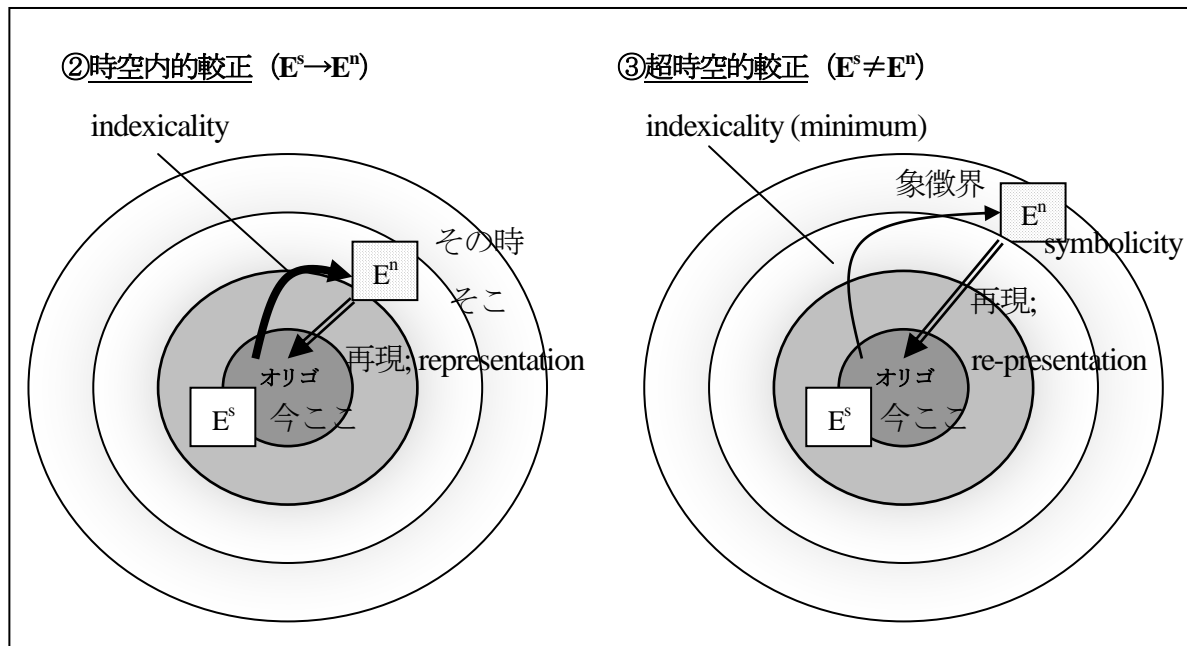 ②時空内的較正（Eˢ→Eⁿ）
indexicality
その時
Eⁿ
そこ
再現; representation
オリゴ
Eˢ
今ここ
③超時空的較正（Eˢ≠Eⁿ）
indexicality (minimum)
象徴界
Eⁿ
symbolicity
再現;
re-presentation
オリゴ
Eˢ
今ここ